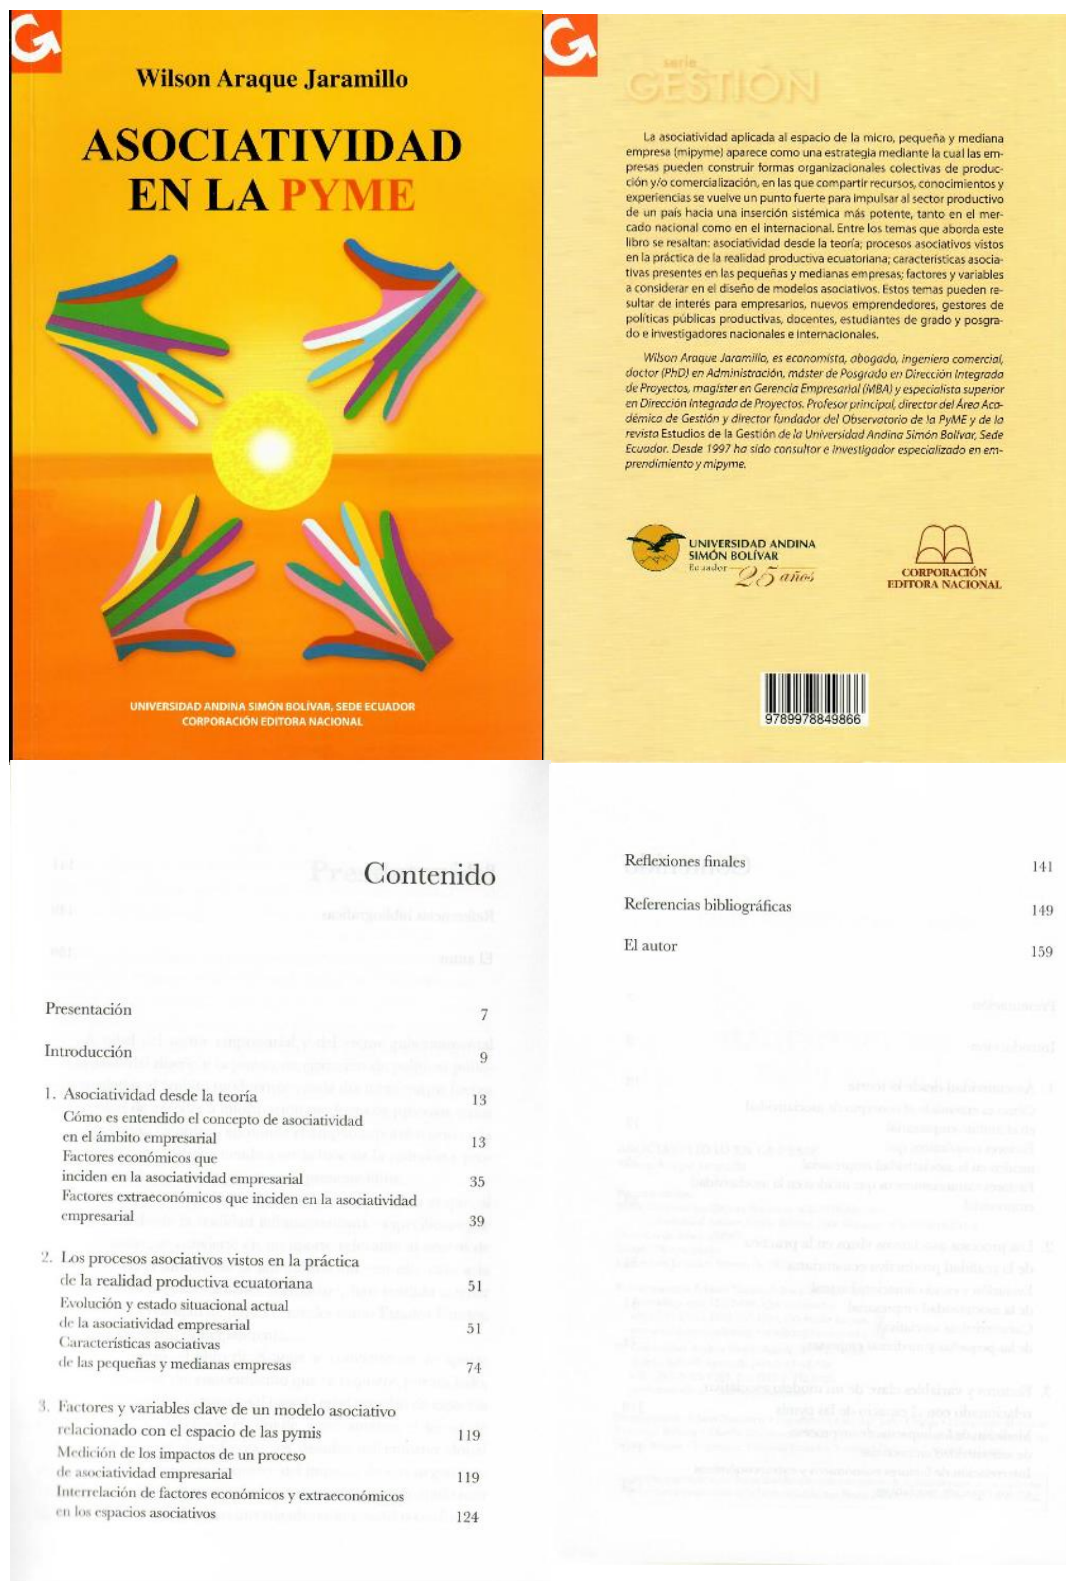 Wilson Araque Jaramillo
ASOCIATIVIDAD
EN LA PYME
UNIVERSIDAD ANDINA SIMÓN BOLÍVAR, SEDE ECUADOR
CORPORACIÓN EDITORA NACIONAL
serie
GESTIÓN
La asociatividad aplicada al espacio de la micro, pequeña y mediana
empresa (mipyme) aparece como una estrategia mediante la cual las em-
presas pueden construir formas organizacionales colectivas de produc-
ción y/o comercialización, en las que compartir recursos, conocimientos y
experiencias se vuelve un punto fuerte para impulsar al sector productivo
de un país hacia una inserción sistémica más potente, tanto en el mer-
cado nacional como en el internacional. Entre los temas que aborda este
libro se resaltan: asociatividad desde la teoría; procesos asociativos vistos
en la práctica de la realidad productiva ecuatoriana; características asocia-
tivas presentes en las pequeñas y medianas empresas; factores y variables
a considerar en el diseño de modelos asociativos. Estos temas pueden re-
sultar de interés para empresarios, nuevos emprendedores, gestores de
políticas públicas productivas, docentes, estudiantes de grado y posgra-
do e investigadores nacionales e internacionales.
Wilson Araque Jaramillo, es economista, abogado, ingeniero comercial,
doctor (PhD) en Administración, máster de Posgrado en Dirección Integrada
de Proyectos, magíster en Gerencia Empresarial (MBA) y especialista superior
en Dirección Integrada de Proyectos. Profesor principal, director del Área Aca-
démica de Gestión y director fundador del Observatorio de la PyME y de la
revista Estudios de la Gestión de la Universidad Andina Simón Bolívar, Sede
Ecuador. Desde 1997 ha sido consultor e investigador especializado en em-
prendimiento y mipyme.
UNIVERSIDAD ANDINA
SIMÓN BOLÍVAR
Ecuador
25 años
CORPORACIÓN
EDITORA NACIONAL
9789978849866
Contenido
Presentación 7
Introducción 9
1. Asociatividad desde la teoría 13
Cómo es entendido el concepto de asociatividad
en el ámbito empresarial 13
Factores económicos que
inciden en la asociatividad empresarial 35
Factores extraeconómicos que inciden en la asociatividad
empresarial 39
2. Los procesos asociativos vistos en la práctica
de la realidad productiva ecuatoriana 51
Evolución y estado situacional actual
de la asociatividad empresarial 51
Características asociativas
de las pequeñas y medianas empresas 74
3. Factores y variables clave de un modelo asociativo
relacionado con el espacio de las pymis 119
Medición de los impactos de un proceso
de asociatividad empresarial 119
Interrelación de factores económicos y extraeconómicos
en los espacios asociativos 124
Reflexiones finales 141
Referencias bibliográficas 149
El autor 159